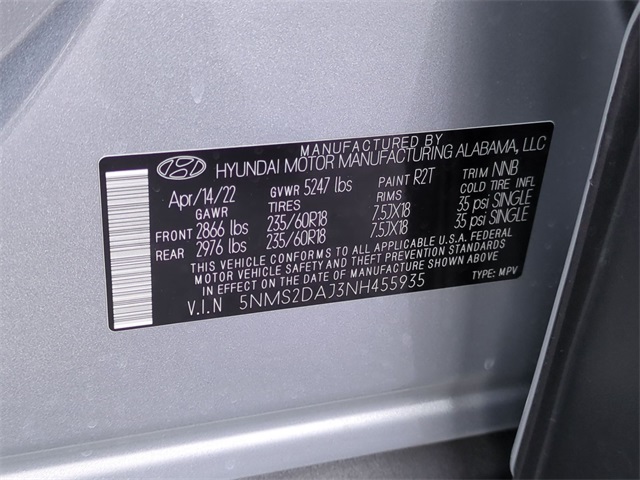 MANUFACTURED BY
HYUNDAI MOTOR MANUFACTURING ALABAMA, LLC
Apr/14/22 GVWR 5247 lbs PAINT R2T TRIM NNB
GAWR TIRES RIMS COLD TIRE INFL
FRONT 2866 lbs 235/60R18 7.5JX18 35 psi SINGLE
REAR 2976 lbs 235/60R18 7.5JX18 35 psi SINGLE
THIS VEHICLE CONFORMS TO ALL APPLICABLE U.S.A. FEDERAL
MOTOR VEHICLE SAFETY AND THEFT PREVENTION STANDARDS
IN EFFECT ON THE DATE OF MANUFACTURE SHOWN ABOVE.
V.I.N 5NMS2DAJ3NH455935 TYPE: MPV